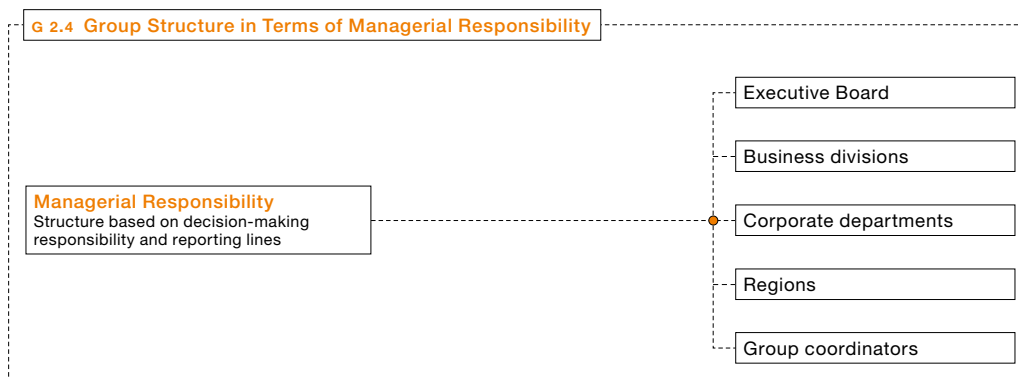 G 2.4 Group Structure in Terms of Managerial Responsibility
Executive Board
Business divisions
Managerial Responsibility
Structure based on decision-making
responsibility and reporting lines
Corporate departments
Regions
Group coordinators